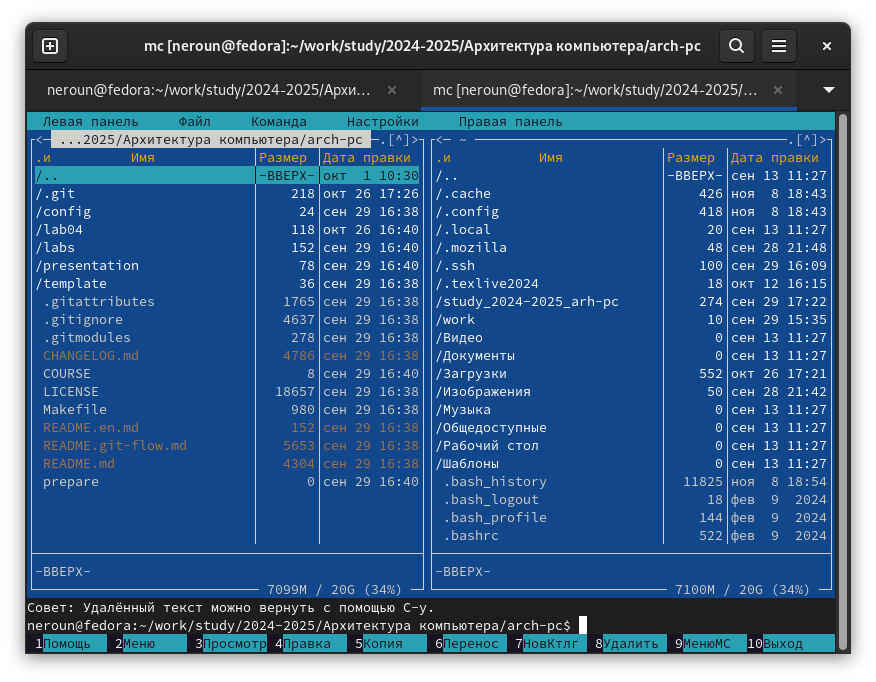 mc [neroun@fedora]:~/work/study/2024-2025/Архитектура компьютера/arch-pc
neroun@fedora:~/work/study/2024-2025/Архи… × mc [neroun@fedora]:~/work/study/2024-2025/… ×
Левая панель Файл Команда Настройки Правая панель
<─ ...2025/Архитектура компьютера/arch-pc ─.[^]> <─ ~ ─.[^]>
.и Имя Размер Дата правки .и Имя Размер Дата правки
/.. -ВВЕРХ- окт 1 10:30 /.. -ВВЕРХ- сен 13 11:27
/.git 218 окт 26 17:26 /.cache 426 ноя 8 18:43
/config 24 сен 29 16:38 /.config 418 ноя 8 18:43
/lab04 118 окт 26 16:40 /.local 20 сен 13 11:27
/labs 152 сен 29 16:40 /.mozilla 48 сен 28 21:48
/presentation 78 сен 29 16:40 /.ssh 100 сен 29 16:09
/template 36 сен 29 16:38 /.texlive2024 18 окт 12 16:15
.gitattributes 1765 сен 29 16:38 /study_2024-2025_arh-pc 274 сен 29 17:22
.gitignore 4637 сен 29 16:38 /work 10 сен 29 15:35
.gitmodules 278 сен 29 16:38 /Видео 0 сен 13 11:27
CHANGELOG.md 4786 сен 29 16:38 /Документы 0 сен 13 11:27
COURSE 8 сен 29 16:40 /Загрузки 552 окт 26 17:21
LICENSE 18657 сен 29 16:38 /Изображения 50 сен 28 21:42
Makefile 980 сен 29 16:38 /Музыка 0 сен 13 11:27
README.en.md 152 сен 29 16:38 /Общедоступные 0 сен 13 11:27
README.git-flow.md 5653 сен 29 16:38 /Рабочий стол 0 сен 13 11:27
README.md 4304 сен 29 16:38 /Шаблоны 0 сен 13 11:27
prepare 0 сен 29 16:40 .bash_history 11825 ноя 8 18:54
.bash_logout 18 фев 9 2024
.bash_profile 144 фев 9 2024
.bashrc 522 фев 9 2024
-ВВЕРХ- -ВВЕРХ-
7099M / 20G (34%) 7100M / 20G (34%)
Совет: Удалённый текст можно вернуть с помощью C-y.
neroun@fedora:~/work/study/2024-2025/Архитектура компьютера/arch-pc$
1Помощь 2Меню 3Просмотр 4Правка 5Копия 6Перенос 7НовКтлг 8Удалить 9МенюMC 10Выход